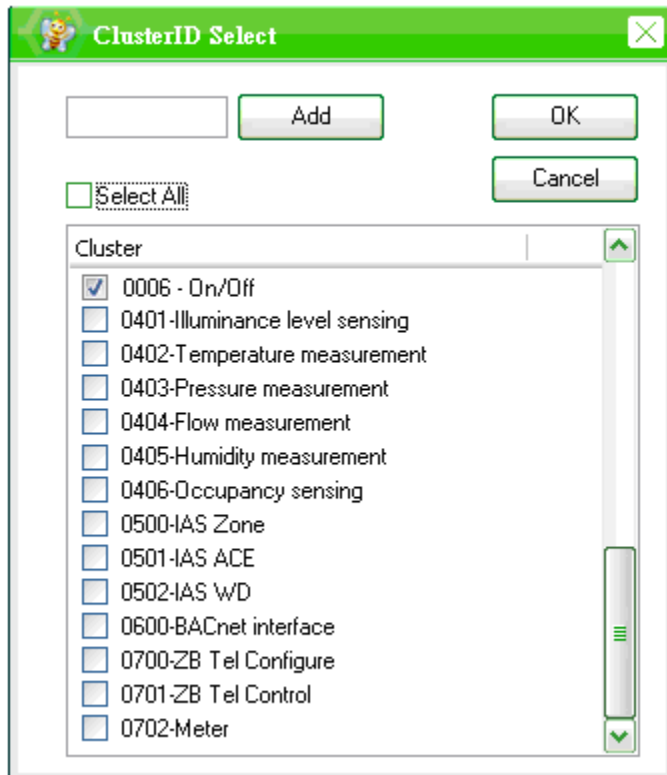 ClusterID Select
Add
OK
Cancel
Select All
Cluster
0006 - On/Off
0401-Illuminance level sensing
0402-Temperature measurement
0403-Pressure measurement
0404-Flow measurement
0405-Humidity measurement
0406-Occupancy sensing
0500-IAS Zone
0501-IAS ACE
0502-IAS WD
0600-BACnet interface
0700-ZB Tel Configure
0701-ZB Tel Control
0702-Meter